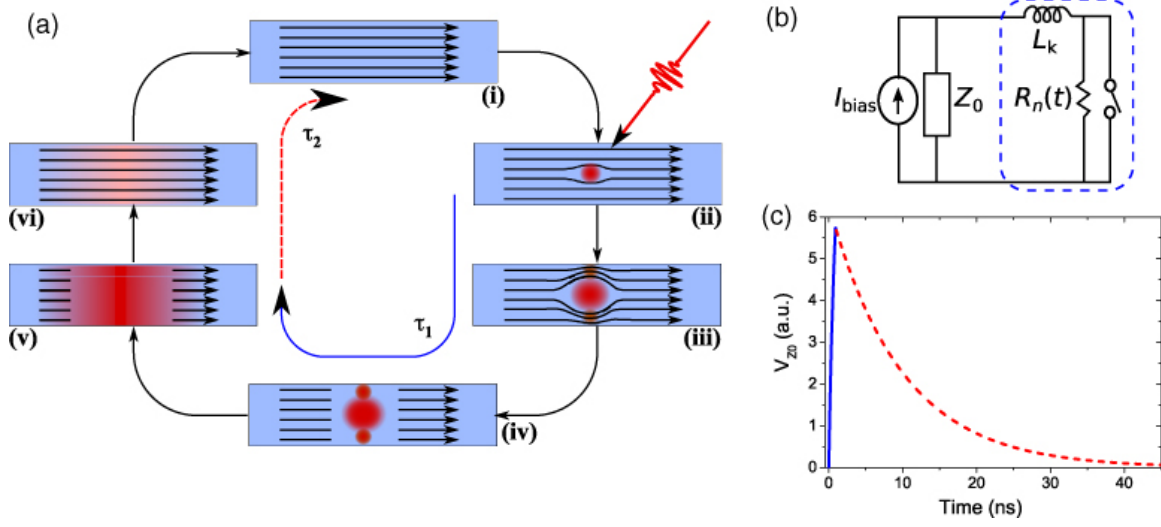 (a)
(i)
τ2
(ii)
(vi)
τ1
(iii)
(v)
(iv)
(b)
Lk
Ibias
Z0
Rn(t)
(c)
6
5
4
3
2
1
0
VZ0 (a.u.)
0 10 20 30 40
Time (ns)